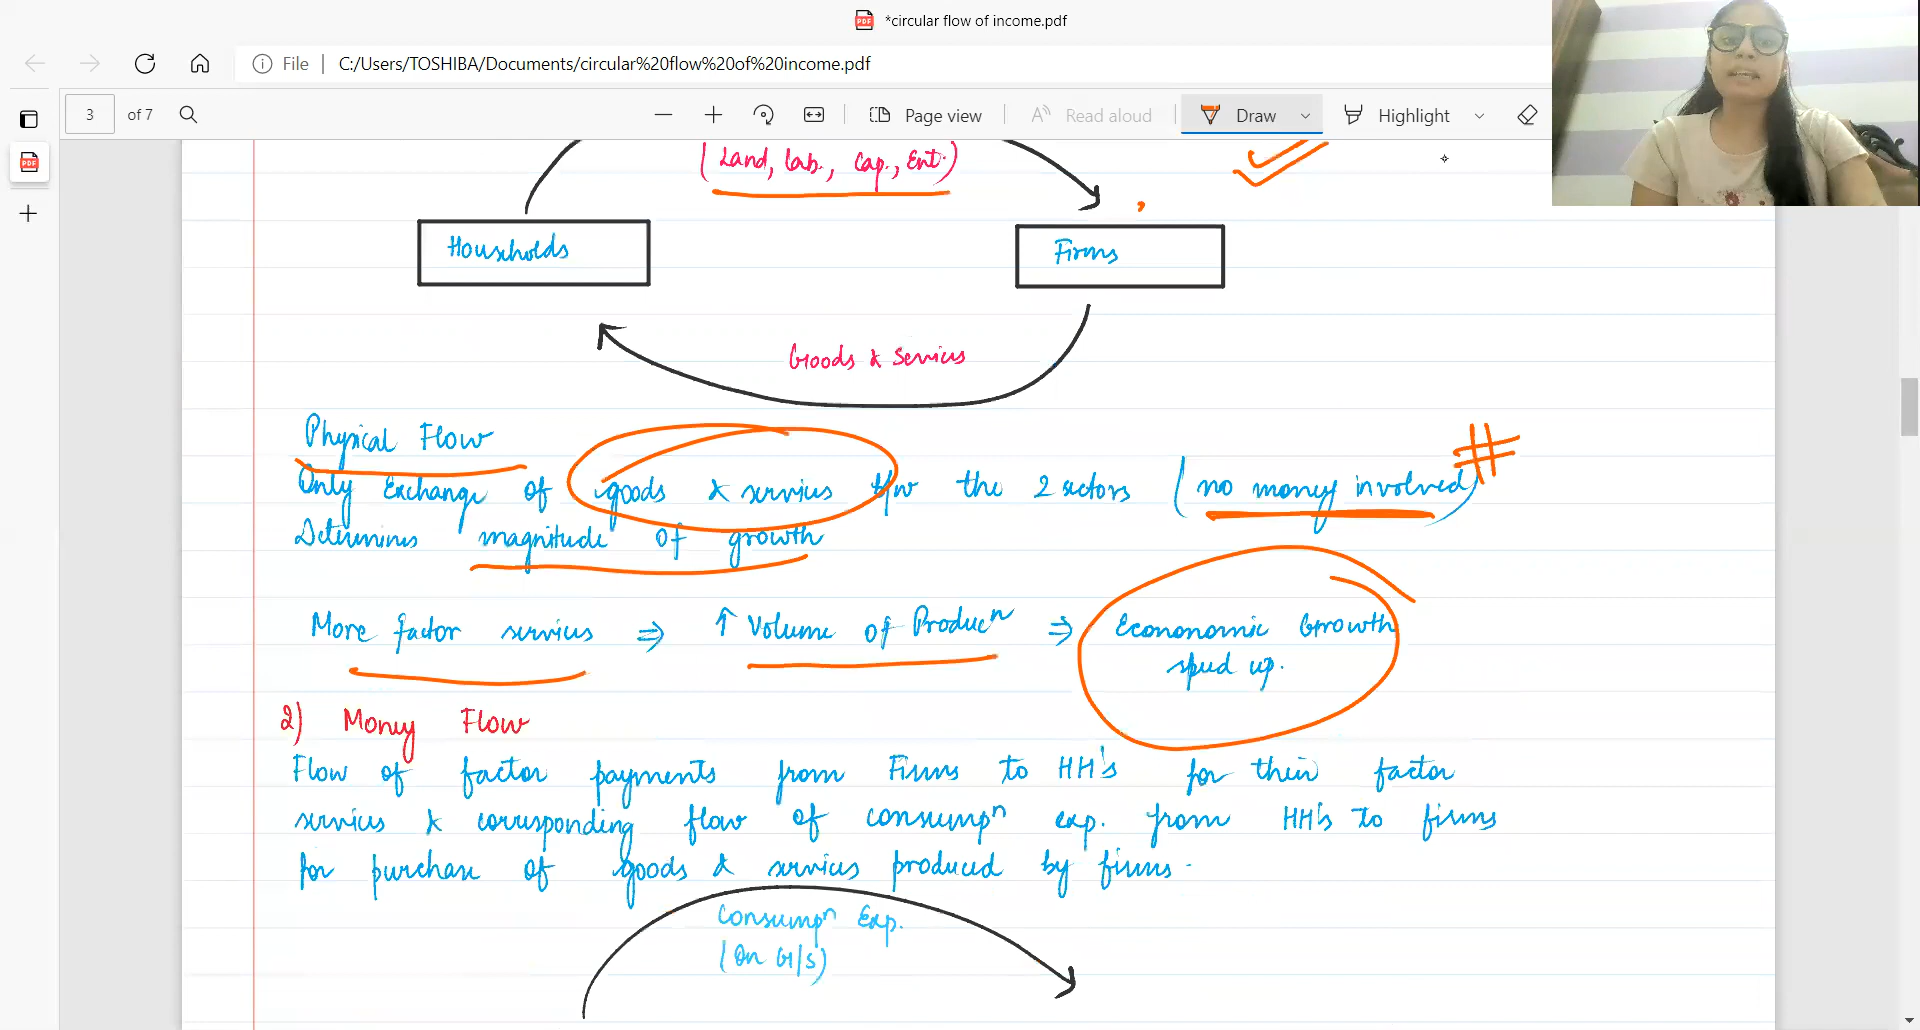 *circular flow of income.pdf
File | C:/Users/TOSHIBA/Documents/circular%20flow%20of%20income.pdf
3 of 7 Page view Read aloud Draw Highlight
(Land, Lab., Cap., Ent.)
Households Firms
Goods & Services
Physical Flow
Only Exchange of goods & services b/w the 2 sectors (no money involved)
Determines magnitude of growth
More factor services ⇒ ↑ Volume of Producⁿ ⇒ Econonomic Growth
speed up.
2) Money Flow
Flow of factor payments from Firms to HH's for their factor
services & corresponding flow of consumpⁿ exp. from HH's to firms
for purchase of goods & services produced by firms.
Consumpⁿ Exp.
(On G/S)